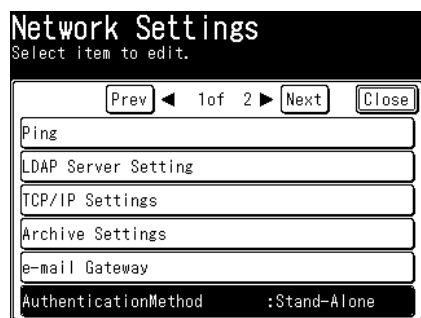 Network Settings
Select item to edit.
Prev ◀ 1of 2 ▶ Next Close
Ping
LDAP Server Setting
TCP/IP Settings
Archive Settings
e-mail Gateway
AuthenticationMethod :Stand-Alone